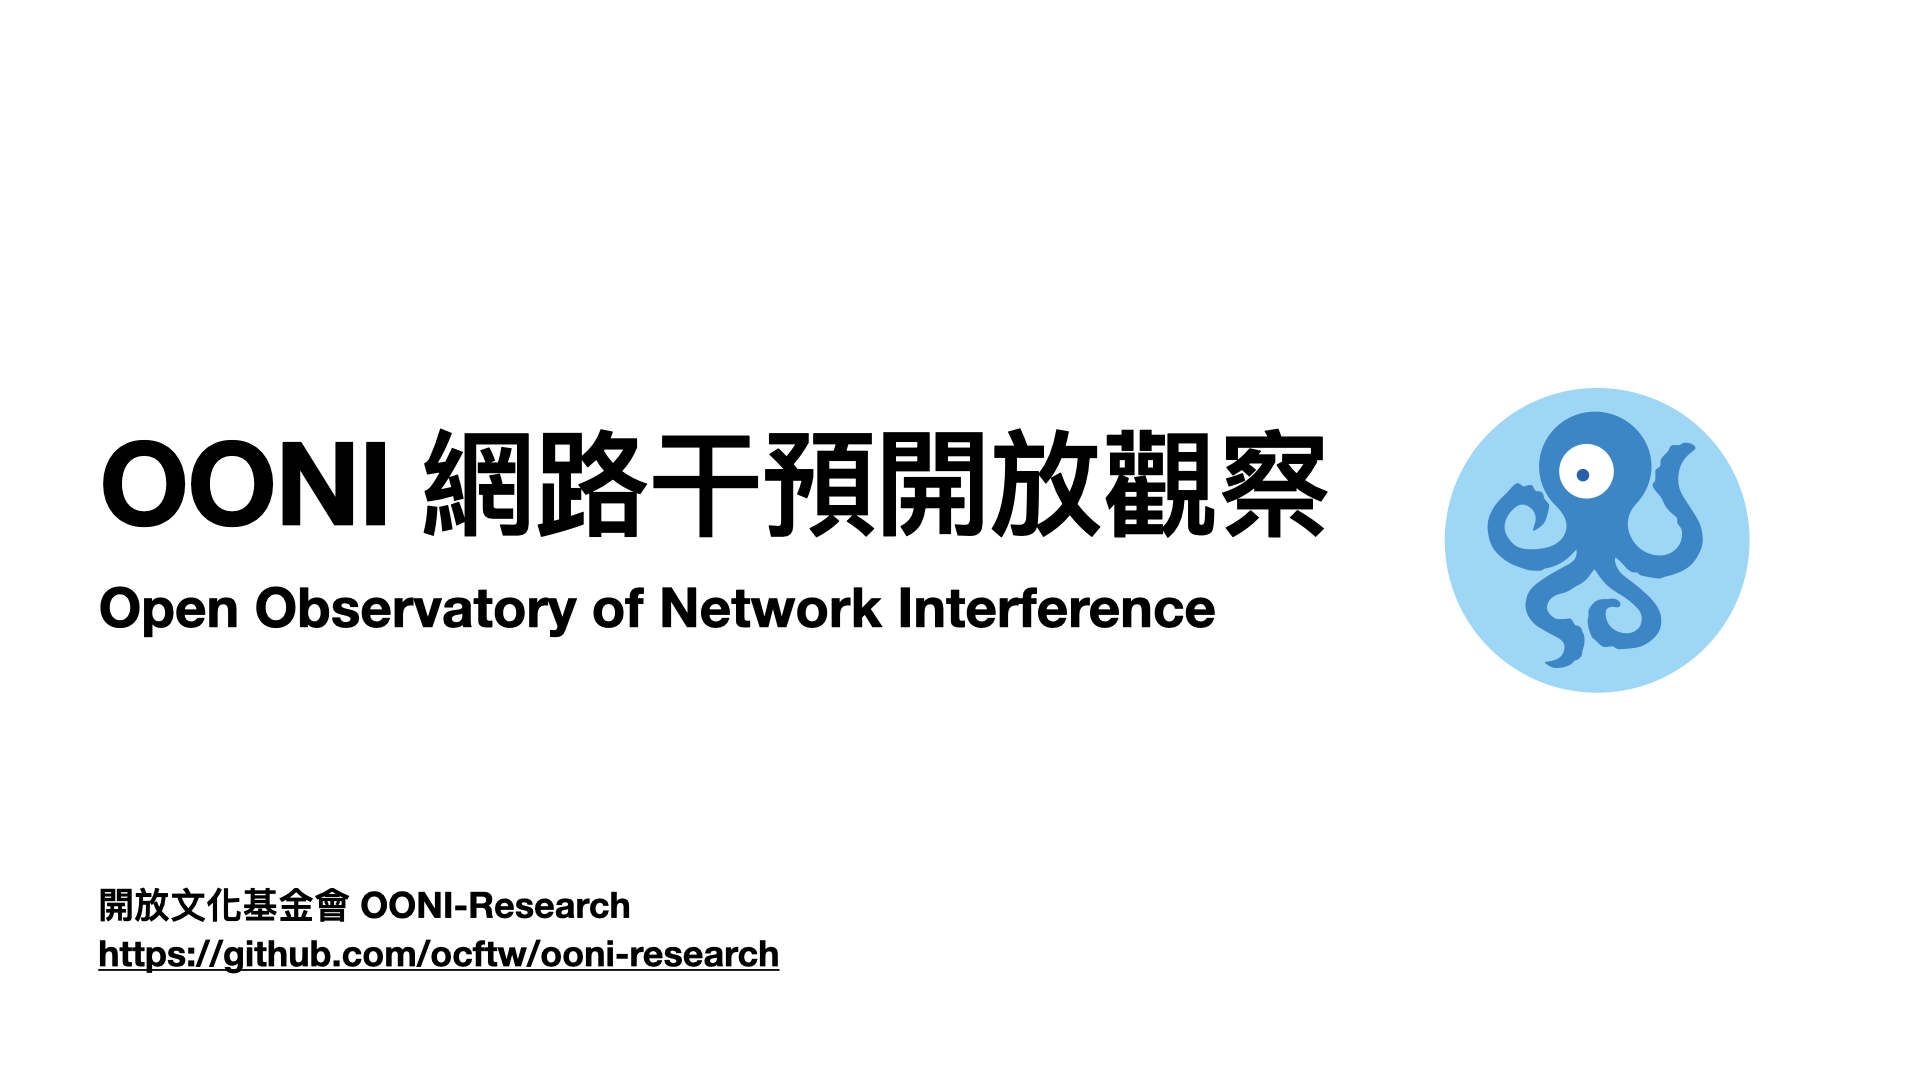 OONI 網路干預開放觀察
Open Observatory of Network Interference
開放文化基金會 OONI-Research
https://github.com/ocftw/ooni-research